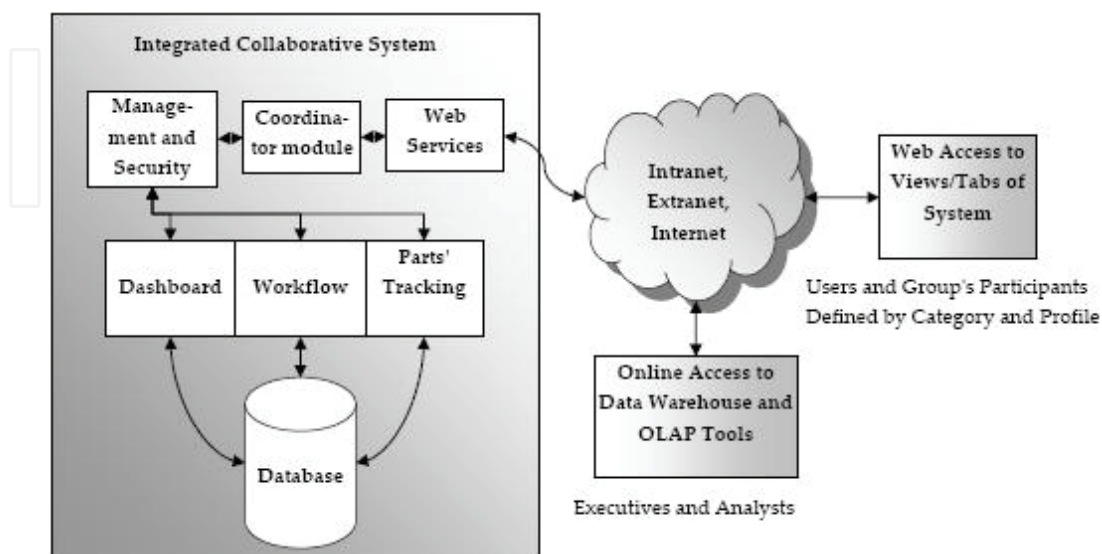 Integrated Collaborative System
Manage-
ment and
Security
Coordina-
tor module
Web
Services
Dashboard
Workflow
Parts'
Tracking
Database
Intranet,
Extranet,
Internet
Web Access to
Views/Tabs of
System
Users and Group's Participants
Defined by Category and Profile
Online Access to
Data Warehouse and
OLAP Tools
Executives and Analysts